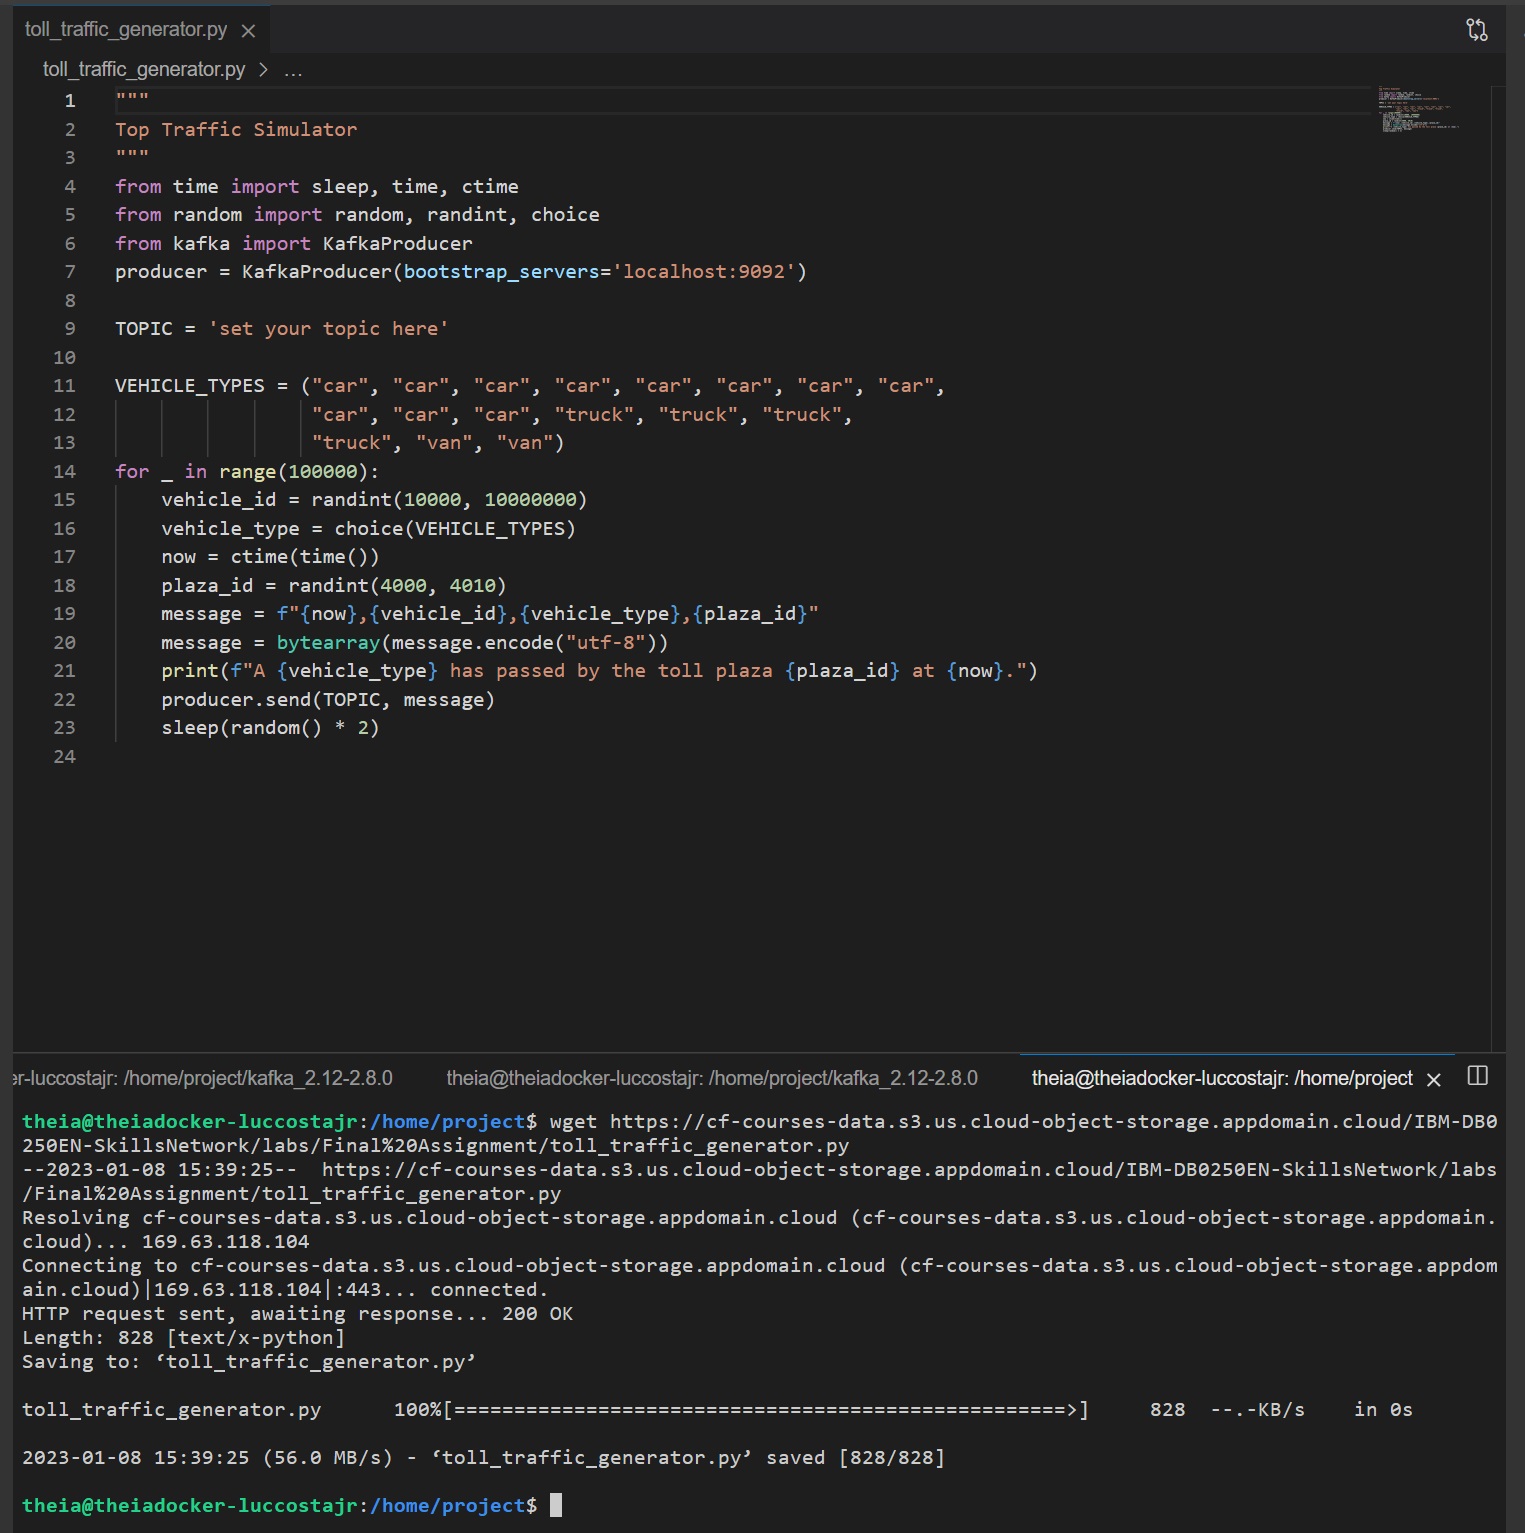 toll_traffic_generator.py ×
toll_traffic_generator.py > ...
1 """
2 Top Traffic Simulator
3 """
4 from time import sleep, time, ctime
5 from random import random, randint, choice
6 from kafka import KafkaProducer
7 producer = KafkaProducer(bootstrap_servers='localhost:9092')
8
9 TOPIC = 'set your topic here'
10
11 VEHICLE_TYPES = ("car", "car", "car", "car", "car", "car", "car", "car",
12                  "car", "car", "car", "truck", "truck", "truck",
13                  "truck", "van", "van")
14 for _ in range(100000):
15     vehicle_id = randint(10000, 10000000)
16     vehicle_type = choice(VEHICLE_TYPES)
17     now = ctime(time())
18     plaza_id = randint(4000, 4010)
19     message = f"{now},{vehicle_id},{vehicle_type},{plaza_id}"
20     message = bytearray(message.encode("utf-8"))
21     print(f"A {vehicle_type} has passed by the toll plaza {plaza_id} at {now}.")
22     producer.send(TOPIC, message)
23     sleep(random() * 2)
24
er-luccostajr: /home/project/kafka_2.12-2.8.0 theia@theiadocker-luccostajr: /home/project/kafka_2.12-2.8.0 theia@theiadocker-luccostajr: /home/project ×
theia@theiadocker-luccostajr:/home/project$ wget https://cf-courses-data.s3.us.cloud-object-storage.appdomain.cloud/IBM-DB0
250EN-SkillsNetwork/labs/Final%20Assignment/toll_traffic_generator.py
--2023-01-08 15:39:25--  https://cf-courses-data.s3.us.cloud-object-storage.appdomain.cloud/IBM-DB0250EN-SkillsNetwork/labs
/Final%20Assignment/toll_traffic_generator.py
Resolving cf-courses-data.s3.us.cloud-object-storage.appdomain.cloud (cf-courses-data.s3.us.cloud-object-storage.appdomain.
cloud)... 169.63.118.104
Connecting to cf-courses-data.s3.us.cloud-object-storage.appdomain.cloud (cf-courses-data.s3.us.cloud-object-storage.appdom
ain.cloud)|169.63.118.104|:443... connected.
HTTP request sent, awaiting response... 200 OK
Length: 828 [text/x-python]
Saving to: ‘toll_traffic_generator.py’
toll_traffic_generator.py      100%[===================================================>]     828  --.-KB/s    in 0s
2023-01-08 15:39:25 (56.0 MB/s) - ‘toll_traffic_generator.py’ saved [828/828]
theia@theiadocker-luccostajr:/home/project$